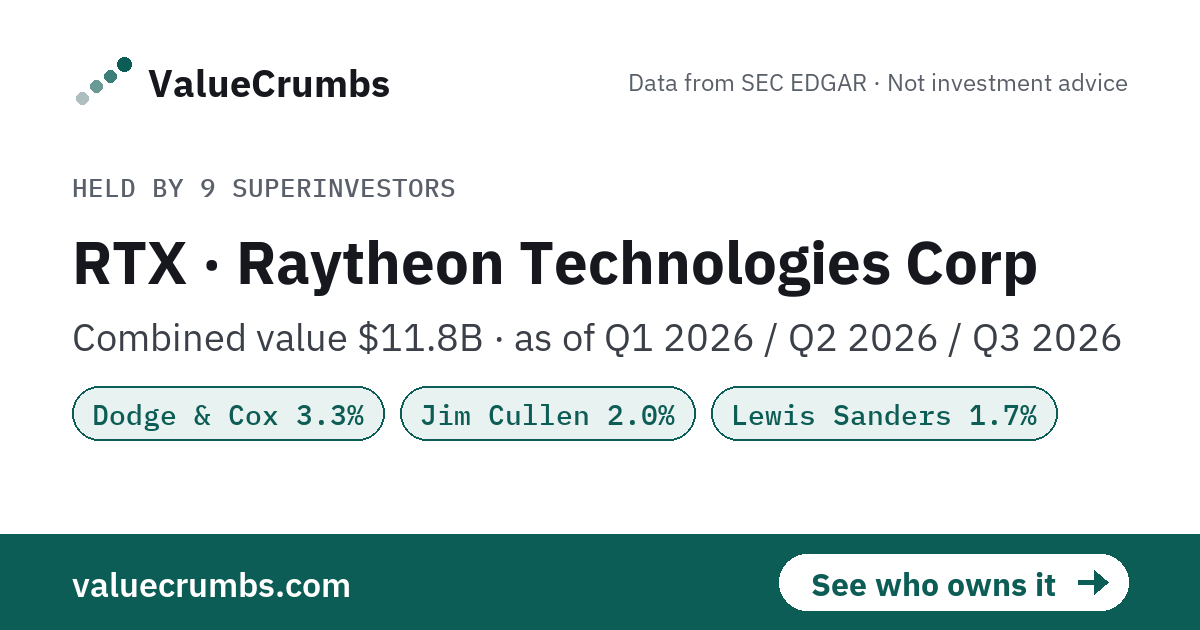 ValueCrumbs
Data from SEC EDGAR · Not investment advice
HELD BY 9 SUPERINVESTORS
RTX · Raytheon Technologies Corp
Combined value $11.8B · as of Q1 2026 / Q2 2026 / Q3 2026
Dodge & Cox 3.3% Jim Cullen 2.0% Lewis Sanders 1.7%
valuecrumbs.com
See who owns it →